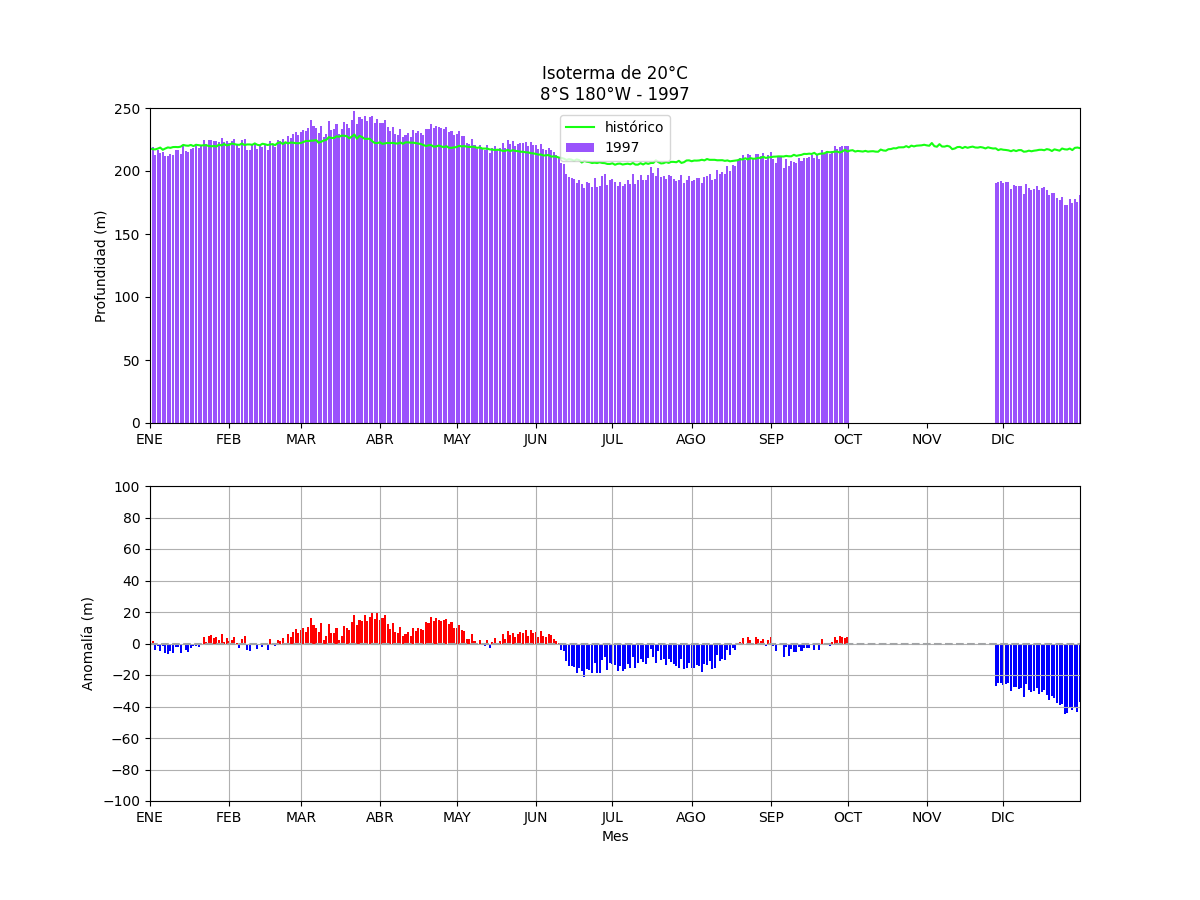 Isoterma de 20°C
8°S 180°W - 1997
histórico
1997
Profundidad (m)
250
200
150
100
50
0
ENE FEB MAR ABR MAY JUN JUL AGO SEP OCT NOV DIC
Anomalía (m)
100
80
60
40
20
0
−20
−40
−60
−80
−100
ENE FEB MAR ABR MAY JUN JUL AGO SEP OCT NOV DIC
Mes